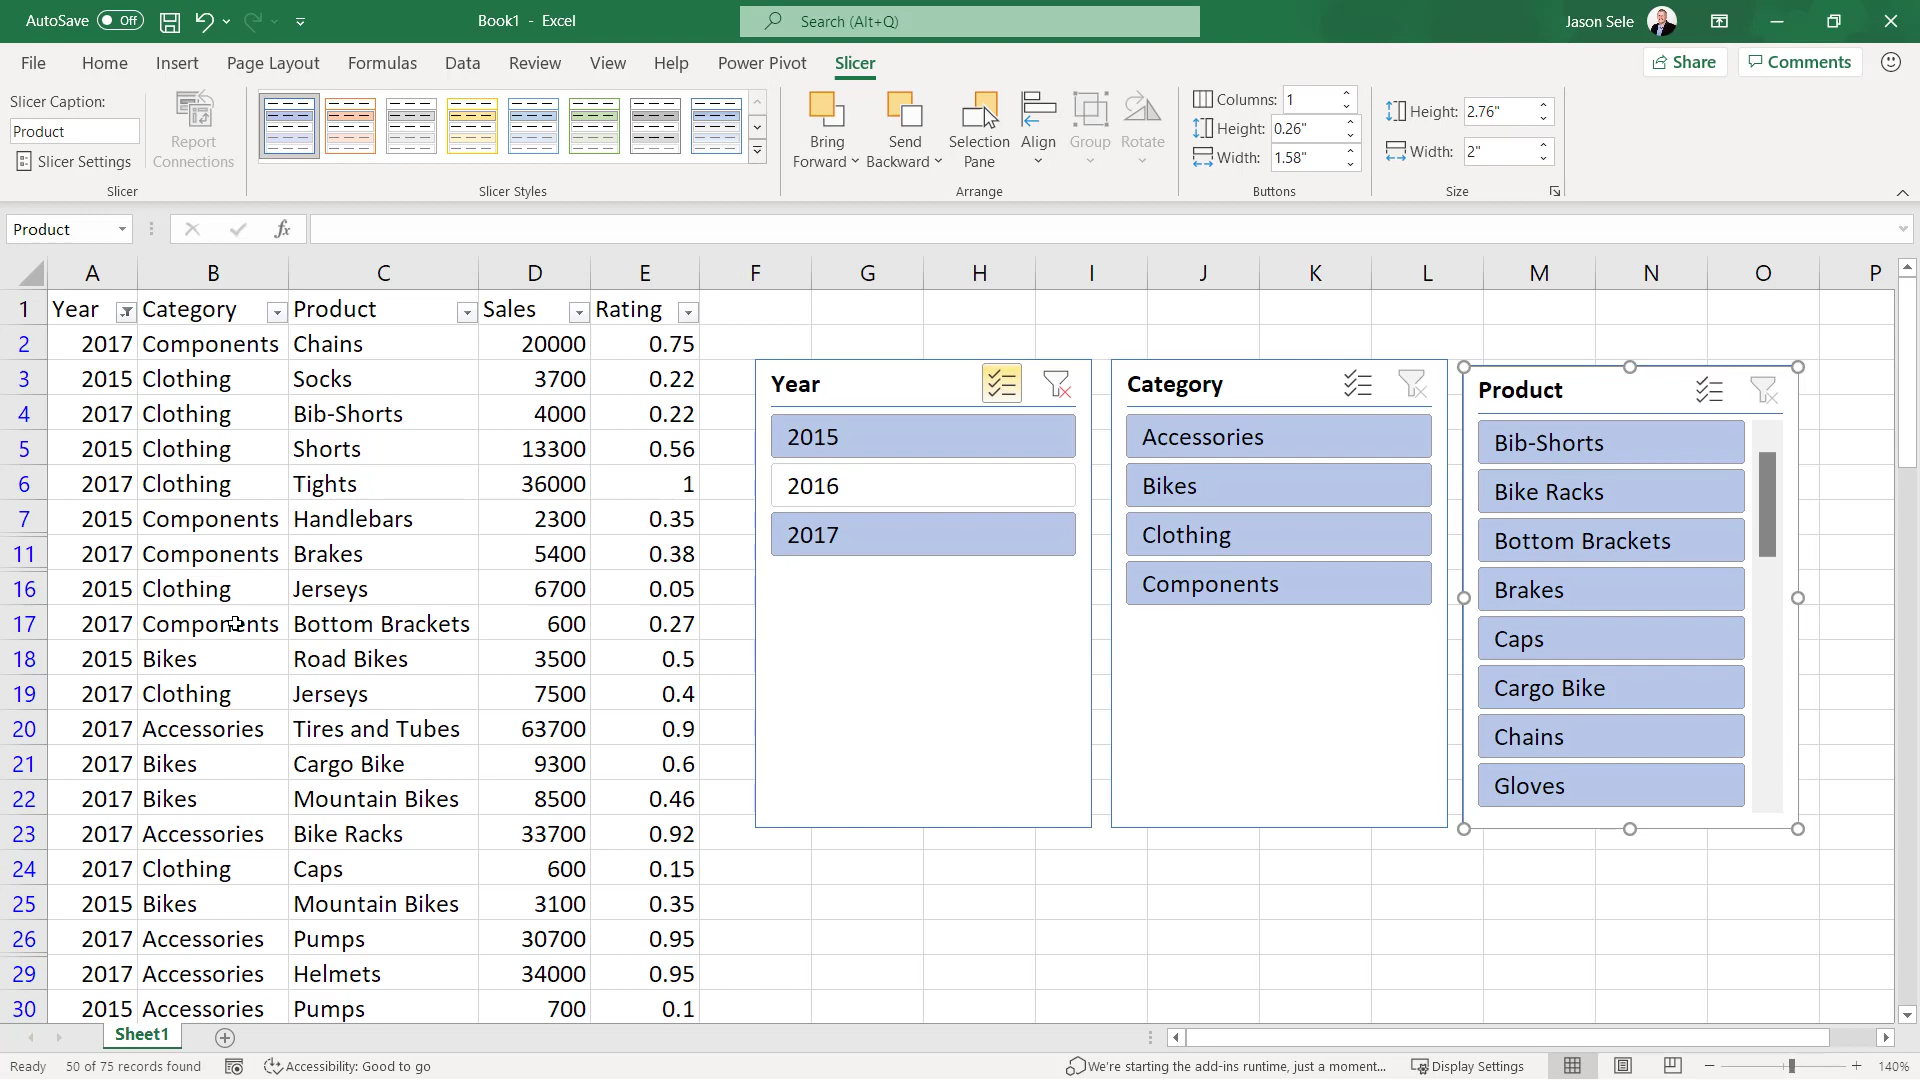 AutoSave Off Book1 - Excel Search (Alt+Q) Jason Sele
File Home Insert Page Layout Formulas Data Review View Help Power Pivot Slicer Share Comments
Slicer Caption:
Product
Slicer Settings
Report Connections
Slicer
Slicer Styles
Bring Forward
Send Backward
Selection Pane
Align
Group
Rotate
Arrange
Columns: 1
Height: 0.26"
Width: 1.58"
Buttons
Height: 2.76"
Width: 2"
Size
Product fx
A B C D E F G H I J K L M N O P
1 Year Category Product Sales Rating
2 2017 Components Chains 20000 0.75
3 2015 Clothing Socks 3700 0.22
4 2017 Clothing Bib-Shorts 4000 0.22
5 2015 Clothing Shorts 13300 0.56
6 2017 Clothing Tights 36000 1
7 2015 Components Handlebars 2300 0.35
11 2017 Components Brakes 5400 0.38
16 2015 Clothing Jerseys 6700 0.05
17 2017 Components Bottom Brackets 600 0.27
18 2015 Bikes Road Bikes 3500 0.5
19 2017 Clothing Jerseys 7500 0.4
20 2017 Accessories Tires and Tubes 63700 0.9
21 2017 Bikes Cargo Bike 9300 0.6
22 2017 Bikes Mountain Bikes 8500 0.46
23 2017 Accessories Bike Racks 33700 0.92
24 2017 Clothing Caps 600 0.15
25 2015 Bikes Mountain Bikes 3100 0.35
26 2017 Accessories Pumps 30700 0.95
29 2017 Accessories Helmets 34000 0.95
30 2015 Accessories Pumps 700 0.1
Year
2015
2016
2017
Category
Accessories
Bikes
Clothing
Components
Product
Bib-Shorts
Bike Racks
Bottom Brackets
Brakes
Caps
Cargo Bike
Chains
Gloves
Sheet1
Ready 50 of 75 records found Accessibility: Good to go We're starting the add-ins runtime, just a moment... Display Settings 140%